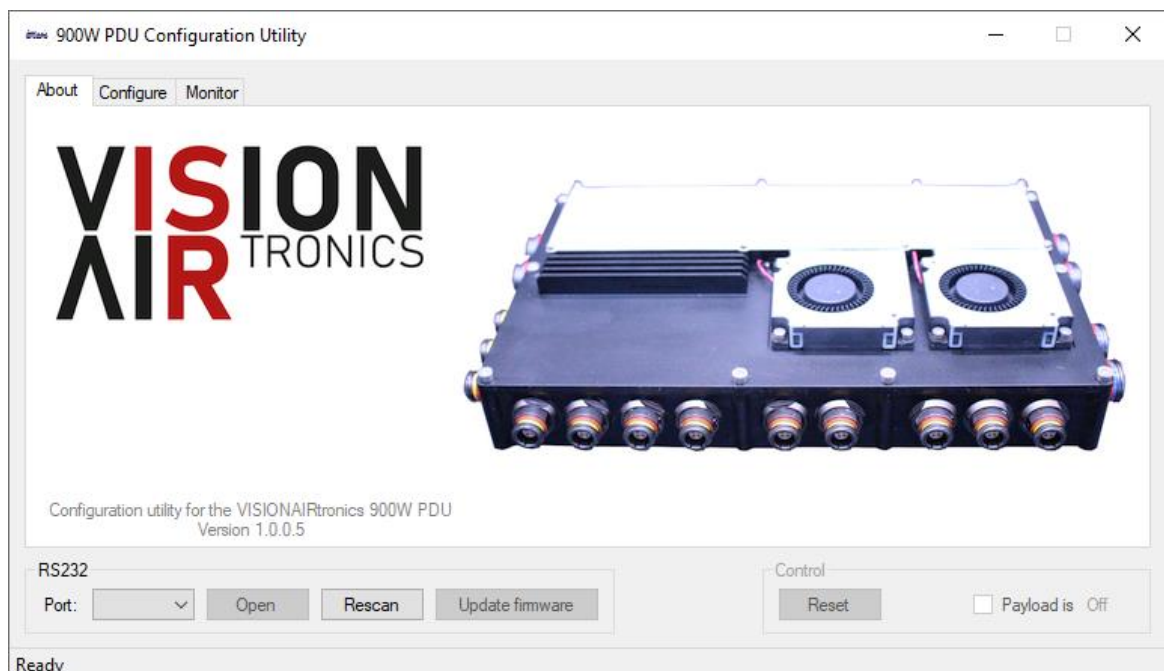 900W PDU Configuration Utility
About Configure Monitor
VISION
AIR TRONICS
Configuration utility for the VISIONAIRtronics 900W PDU
Version 1.0.0.5
RS232
Port: Open Rescan Update firmware
Control
Reset Payload is Off
Ready